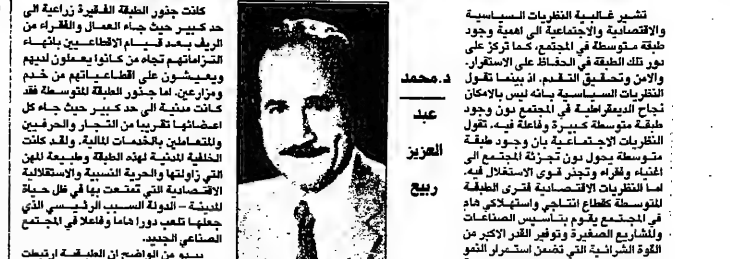 تشير غالبية النظريات السياسية
والاقتصادية والاجتماعية الى اهمية وجود
طبقة متوسطة في المجتمع، كما تركز على
دور تلك الطبقة في الحفاظ على الاستقرار،
والامن وتحقيق التقدم. اذ بينما تقول
النظريات السياسية بانه ليس بالامكان
نجاح الديمقراطية في المجتمع دون وجود
طبقة متوسطة كبيرة وفاعلة فيه، تقول
النظريات الاجتماعية بان وجود طبقة
متوسطة يحول دون تجزئة المجتمع الى
اغنياء وفقراء وتجذر قوى الاستغلال فيه.
اما النظريات الاقتصادية فترى الطبقة
المتوسطة كقطاع انتاجي واستهلاكي هام
في المجتمع يقوم بتأسيس الصناعات
والمشاريع الصغيرة وتوفير القدر الاكبر من
القوة الشرائية التي تضمن استمرار النمو
د.محمد
عبد
العزيز
ربيع
كانت جذور الطبقة الفقيرة زراعية الى
حد كبير حيث جاء العمال والفقراء من
الريف بعد قيام الاقطاعيين بانهاء
التزاماتهم تجاه من كانوا يعملون لديهم
ويعيشون على اقطاعياتهم من خدم
ومزارعين. اما جذور الطبقة المتوسطة فقد
كانت مدنية الى حد كبير حيث جاء كل
اعضائها تقريبا من التجار والحرفيين
والمتعاملين بالخدمات المالية. ولقد كانت
الخلفية المدنية لهذه الطبقة وطبيعة المهن
التي زاولتها والحرية النسبية والاستقلالية
الاقتصادية التي تمتعت بها في ظل حياة
المدينة - الدولة السبب الرئيسي الذي
جعلها تلعب دورا هاما وفاعلا في المجتمع
الصناعي الجديد.
يبدو من الواضح ان الطبقة ارتبطت